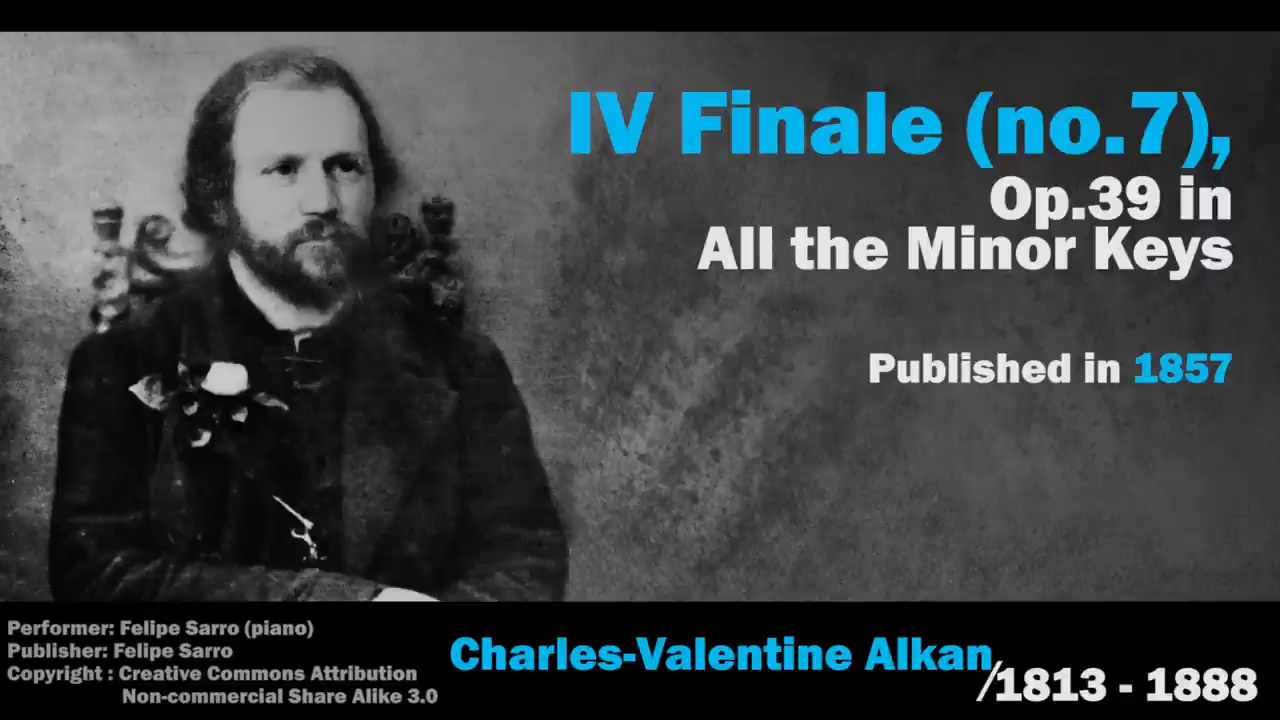 IV Finale (no.7),
Op.39 in
All the Minor Keys
Published in 1857
Performer: Felipe Sarro (piano)
Publisher: Felipe Sarro
Copyright : Creative Commons Attribution
Non-commercial Share Alike 3.0
Charles-Valentine Alkan
/1813 - 1888